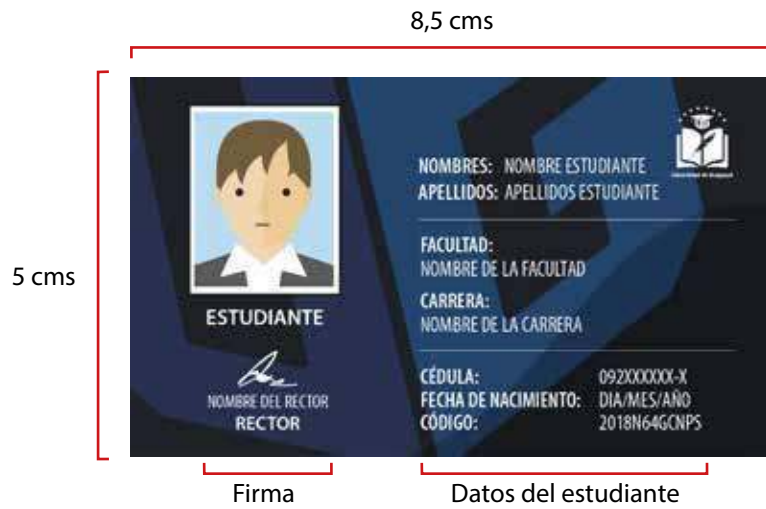 8,5 cms
5 cms
NOMBRES: NOMBRE ESTUDIANTE
APELLIDOS: APELLIDOS ESTUDIANTE
FACULTAD:
NOMBRE DE LA FACULTAD
CARRERA:
NOMBRE DE LA CARRERA
CÉDULA: 092XXXXXX-X
FECHA DE NACIMIENTO: DIA/MES/AÑO
CÓDIGO: 2018N64GCNPS
ESTUDIANTE
NOMBRE DEL RECTOR
RECTOR
Firma
Datos del estudiante